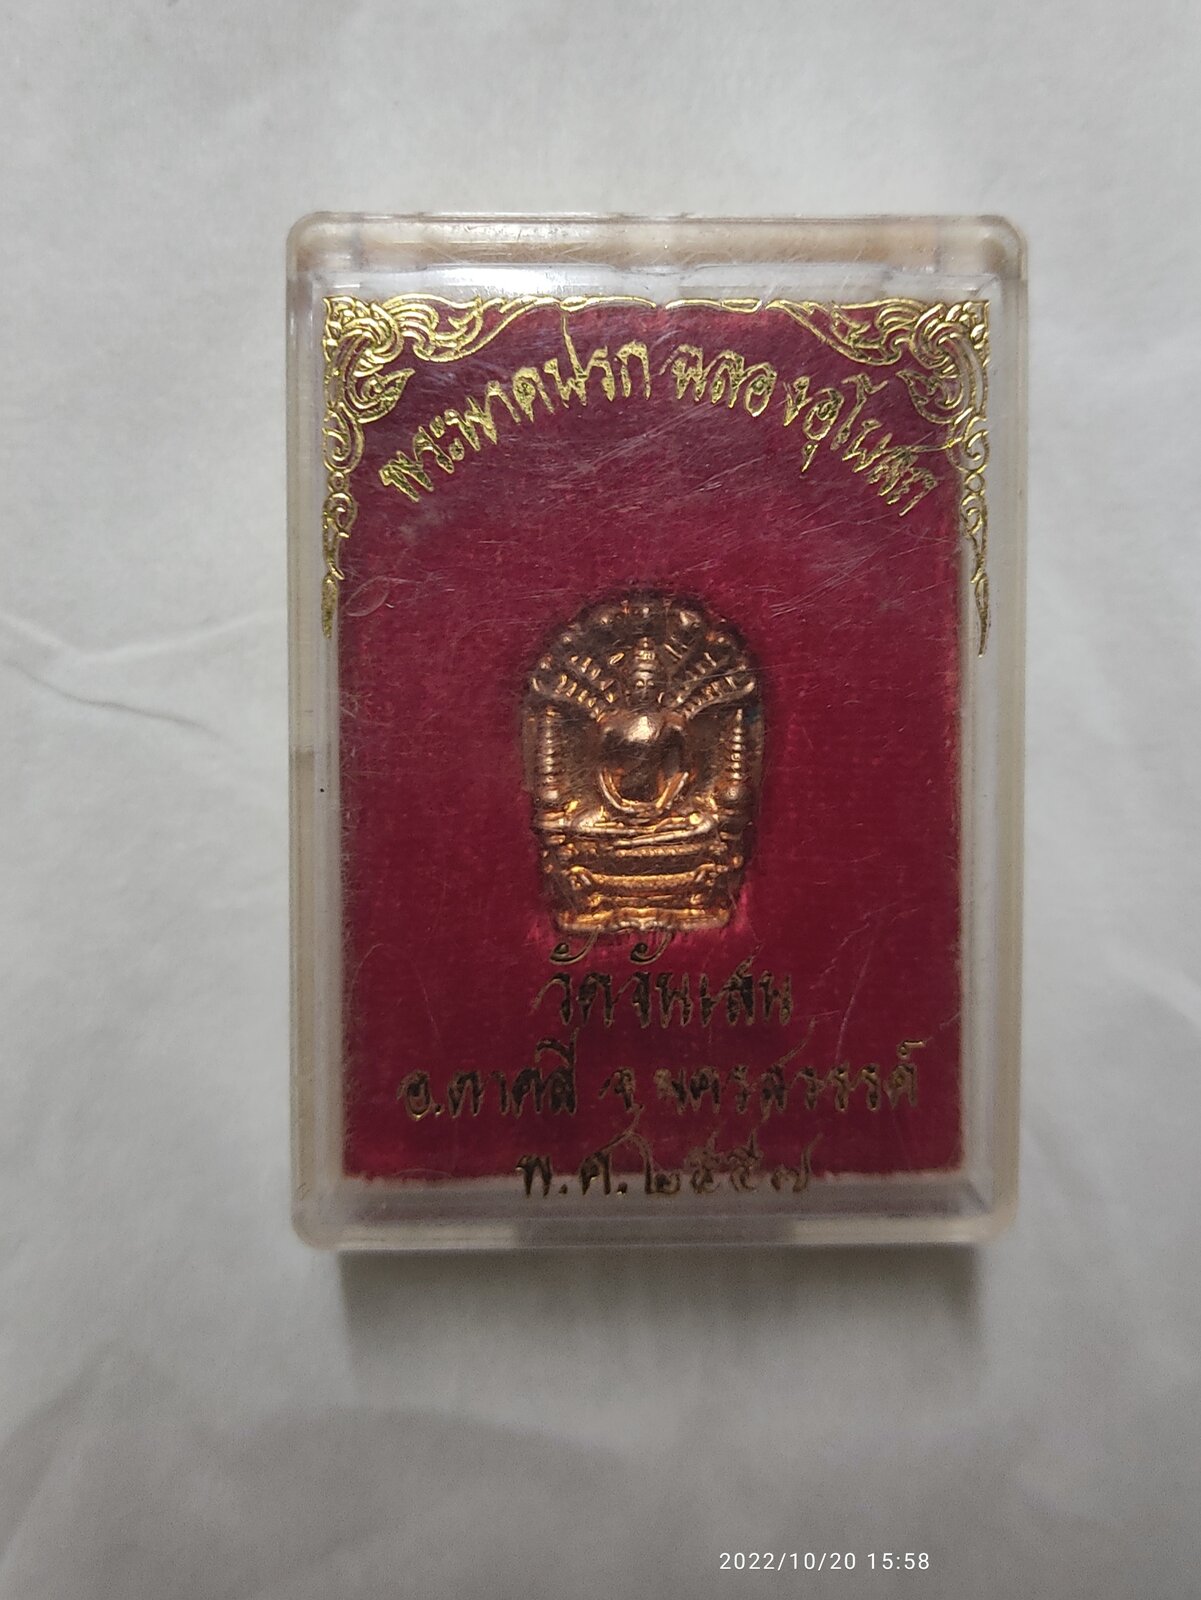 พระพาดนรก ฉลองอุโบสถ
วัดจันเสน
อ.ตาคลี จ.นครสวรรค์
พ.ศ.๒๕๕๗
2022/10/20 15:58